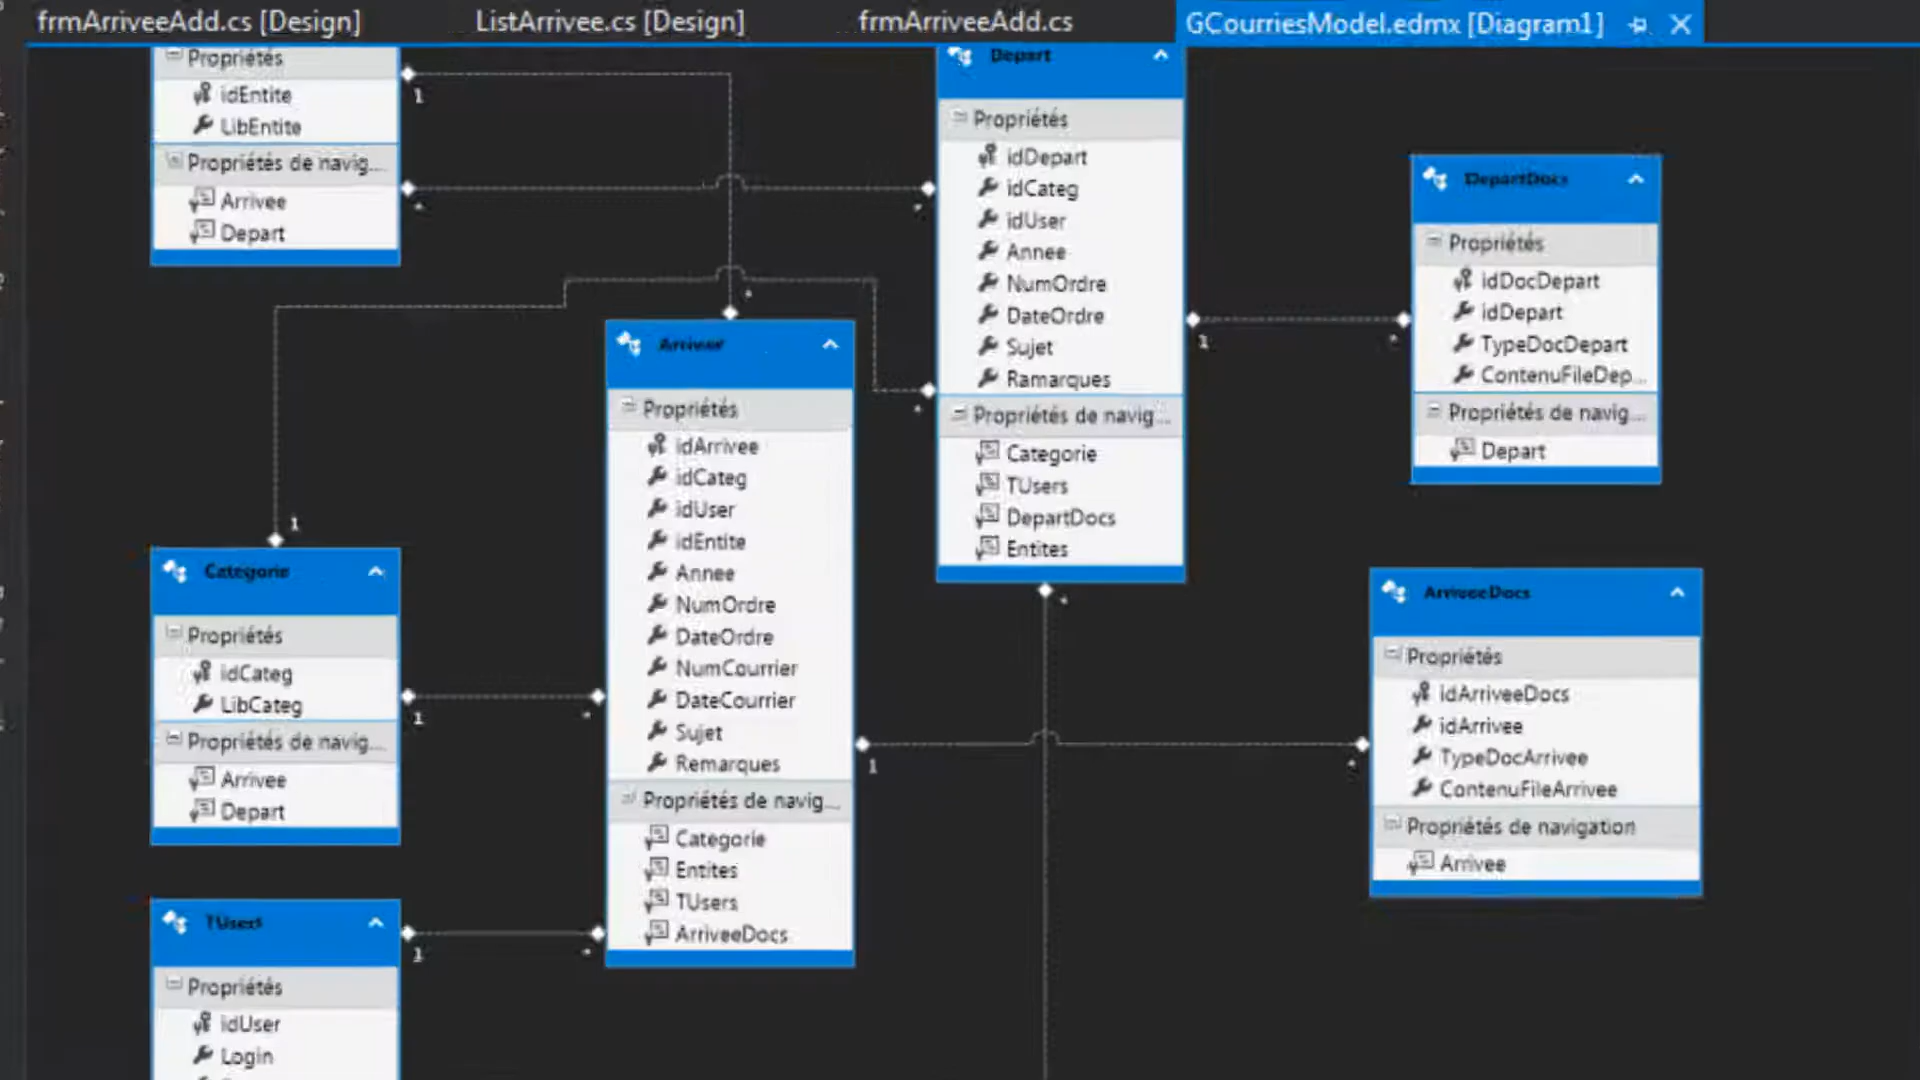 frmArriveeAdd.cs [Design]
ListArrivee.cs [Design]
frmArriveeAdd.cs
GCourriesModel.edmx [Diagram1]
Propriétés
idEntite
LibEntite
Propriétés de navig...
Arrivee
Depart
1
*
*
Depart
Propriétés
idDepart
idCateg
idUser
Annee
NumOrdre
DateOrdre
Sujet
Ramarques
Propriétés de navig...
Categorie
TUsers
DepartDocs
Entites
1
*
DepartDocs
Propriétés
idDocDepart
idDepart
TypeDocDepart
ContenuFileDep...
Propriétés de navig...
Depart
*
*
Arrivee
Propriétés
idArrivee
idCateg
idUser
idEntite
Annee
NumOrdre
DateOrdre
NumCourrier
DateCourrier
Sujet
Remarques
Propriétés de navig...
Categorie
Entites
TUsers
ArriveeDocs
1
Categorie
Propriétés
idCateg
LibCateg
Propriétés de navig...
Arrivee
Depart
1
*
*
1
*
ArriveeDocs
Propriétés
idArriveeDocs
idArrivee
TypeDocArrivee
ContenuFileArrivee
Propriétés de navigation
Arrivee
TUsers
Propriétés
idUser
Login
1
*